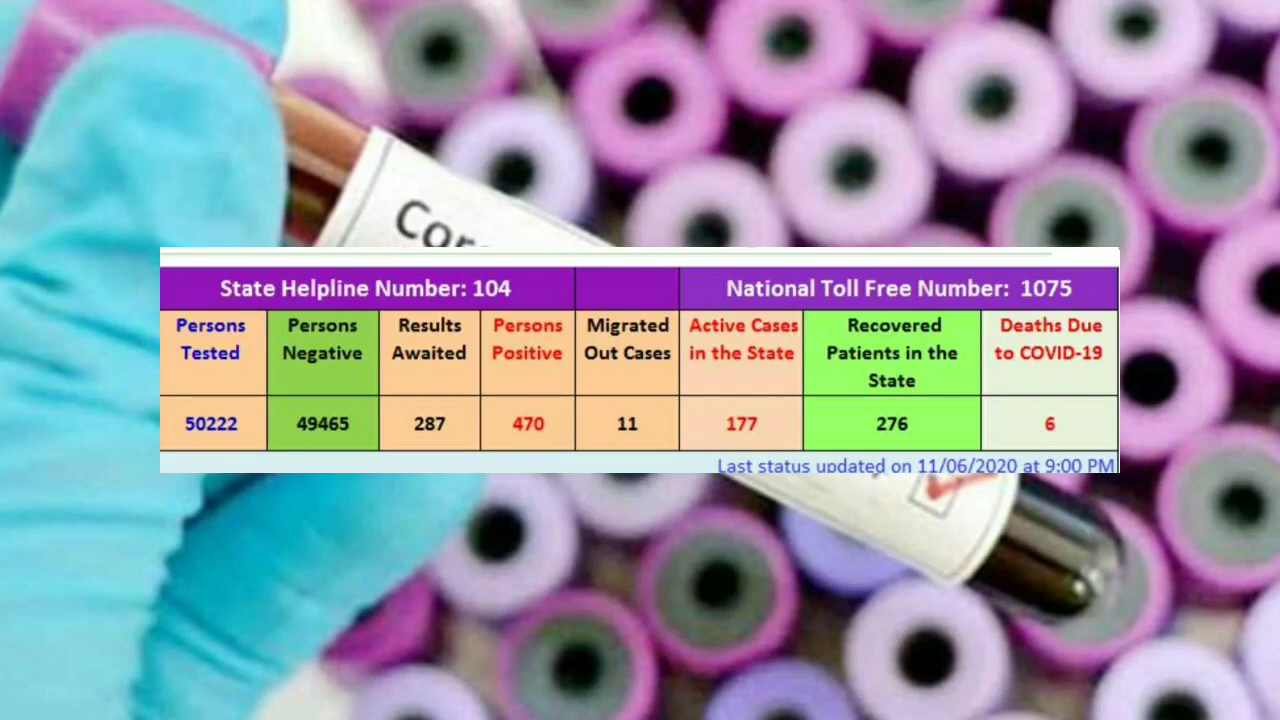 Cor
State Helpline Number: 104 National Toll Free Number: 1075
Persons Tested Persons Negative Results Awaited Persons Positive Migrated Out Cases Active Cases in the State Recovered Patients in the State Deaths Due to COVID-19
50222 49465 287 470 11 177 276 6
Last status updated on 11/06/2020 at 9:00 PM